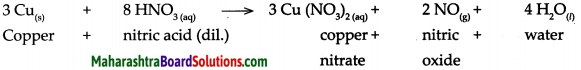 3 Cu(s) + 8 HNO3 (aq) ⟶ 3 Cu (NO3)2 (aq) + 2 NO(g) + 4 H2O(l)
Copper + nitric acid (dil.) copper + nitric + water
MaharashtraBoardSolutions.com nitrate oxide